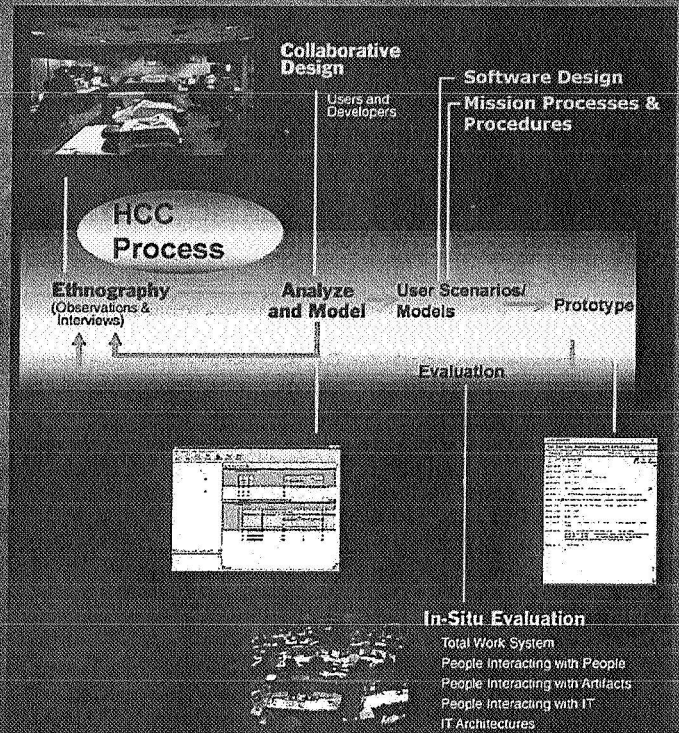 Collaborative
Design
Users and
Developers
Software Design
Mission Processes &
Procedures
HCC
Process
Ethnography
(Observations &
Interviews)
Analyze
and Model
User Scenarios/
Models
Prototype
Evaluation
In-Situ Evaluation
Total Work System
People Interacting with People
People Interacting with Artifacts
People Interacting with IT
IT Architectures